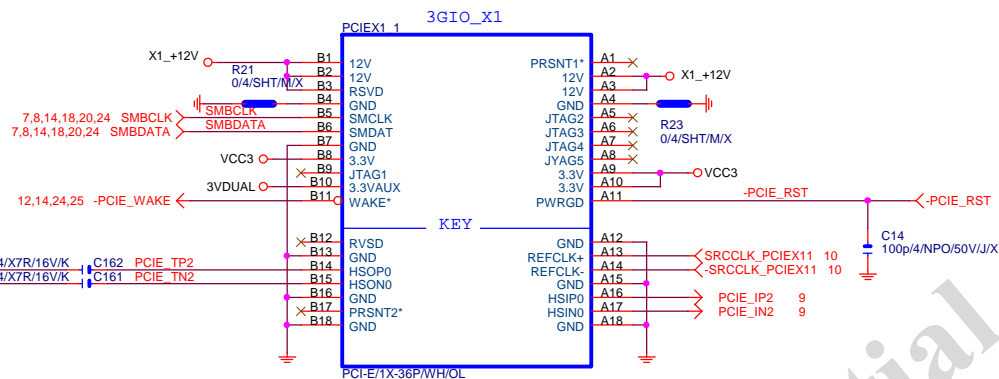 3GIO_X1
PCIEX1_1
X1_+12V
R21
0/4/SHT/M/X
B1 12V
B2 12V
B3 RSVD
B4 GND
7,8,14,18,20,24 SMBCLK SMBCLK B5 SMCLK
7,8,14,18,20,24 SMBDATA SMBDATA B6 SMDAT
B7 GND
VCC3 B8 3.3V
B9 JTAG1
3VDUAL B10 3.3VAUX
12,14,24,25 -PCIE_WAKE B11 WAKE*
KEY
B12 RVSD
B13 GND
4/X7R/16V/K C162 PCIE_TP2 B14 HSOP0
4/X7R/16V/K C161 PCIE_TN2 B15 HSON0
B16 GND
B17 PRSNT2*
B18 GND
PRSNT1* A1
12V A2 X1_+12V
12V A3
GND A4
R23
0/4/SHT/M/X
JTAG2 A5
JTAG3 A6
JTAG4 A7
JYAG5 A8
3.3V A9 VCC3
3.3V A10
PWRGD A11 -PCIE_RST -PCIE_RST
C14
100p/4/NPO/50V/J/X
GND A12
REFCLK+ A13 SRCCLK_PCIEX11 10
REFCLK- A14 -SRCCLK_PCIEX11 10
GND A15
HSIP0 A16 PCIE_IP2 9
HSIN0 A17 PCIE_IN2 9
GND A18
PCI-E/1X-36P/WH/OL
tial